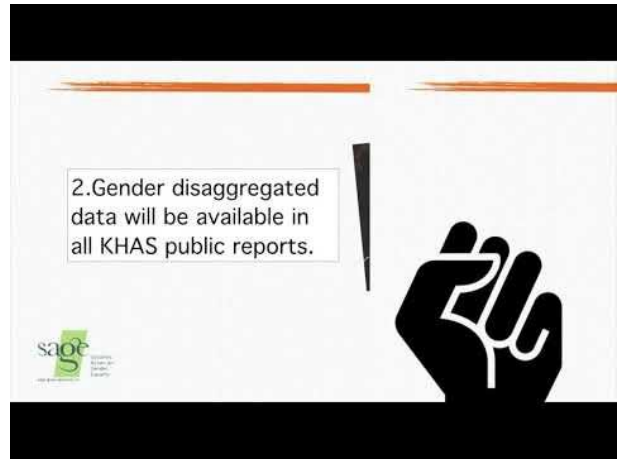 2.Gender disaggregated
data will be available in
all KHAS public reports.
sage